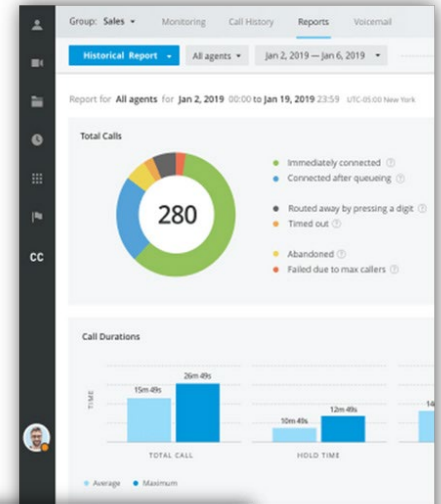 Group: Sales Monitoring Call History Reports Voicemail
Historical Report All agents Jan 2, 2019 — Jan 6, 2019
Report for All agents for Jan 2, 2019 00:00 to Jan 19, 2019 23:59 UTC-05:00 New York
Total Calls
280
Immediately connected ?
Connected after queueing ?
Routed away by pressing a digit ?
Timed out ?
Abandoned ?
Failed due to max callers ?
CC
Call Durations
TIME
15m 49s
26m 49s
10m 49s
12m 49s
14
TOTAL CALL
HOLD TIME
Average Maximum